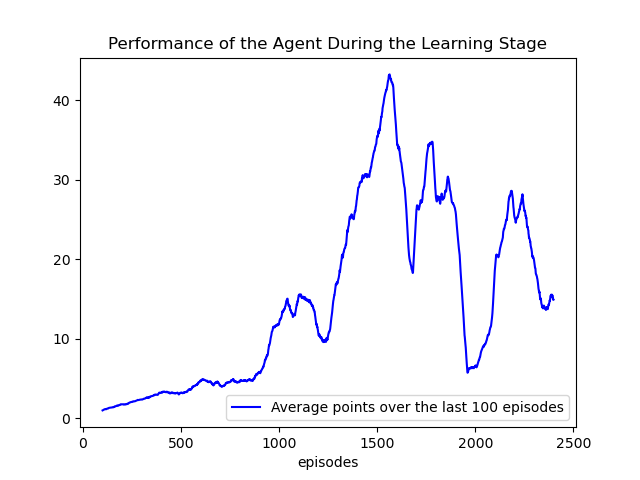 Performance of the Agent During the Learning Stage
40
30
20
10
0
Average points over the last 100 episodes
0 500 1000 1500 2000 2500
episodes